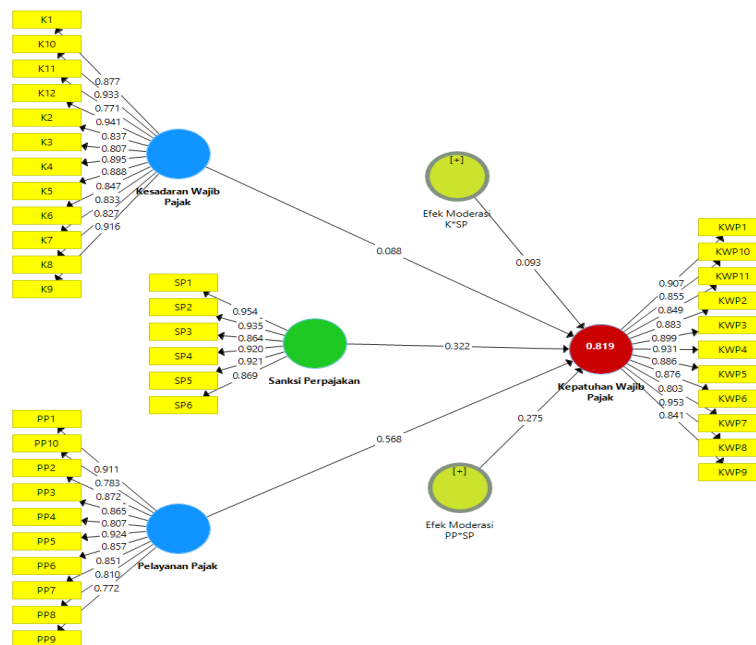 K1
K10
K11
K12
K2
K3
K4
K5
K6
K7
K8
K9
0.877
0.933
0.771
0.941
0.837
0.807
0.895
0.888
0.847
0.833
0.827
0.916
Kesadaran Wajib
Pajak
SP1
SP2
SP3
SP4
SP5
SP6
0.954
0.935
0.864
0.920
0.921
0.869
Sanksi Perpajakan
PP1
PP10
PP2
PP3
PP4
PP5
PP6
PP7
PP8
PP9
0.911
0.783
0.872
0.865
0.807
0.924
0.857
0.851
0.810
0.772
Pelayanan Pajak
[+]
Efek Moderasi
K*SP
[+]
Efek Moderasi
PP*SP
0.088
0.093
0.322
0.568
0.275
0.819
Kepatuhan Wajib
Pajak
0.907
0.855
0.849
0.883
0.899
0.931
0.886
0.876
0.803
0.953
0.841
KWP1
KWP10
KWP11
KWP2
KWP3
KWP4
KWP5
KWP6
KWP7
KWP8
KWP9